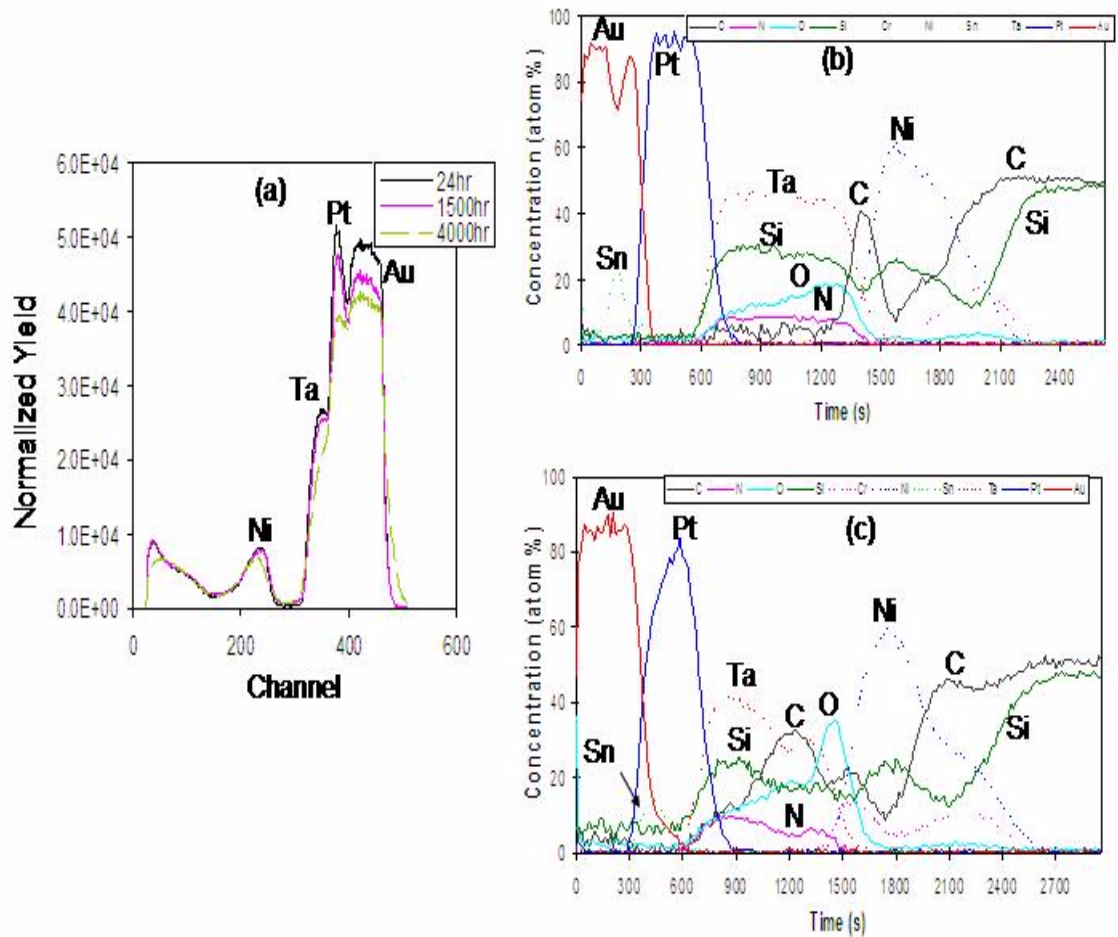 (a)
24hr
1500hr
4000hr
Pt
Au
Ta
Ni
6.0E+04
5.0E+04
4.0E+04
3.0E+04
2.0E+04
1.0E+04
0.0E+00
0 200 400 600
Normalized Yield
Channel
C N O Si Cr Ni Sn Ta Pt Au
(b)
Au
Pt
Ni
C
C
Ta
Si
Si
Sn
O
N
100
80
60
40
20
0
0 300 600 900 1200 1500 1800 2100 2400
Concentration (atom %)
Time (s)
C N O Si Cr Ni Sn Ta Pt Au
(c)
Au
Pt
Ni
Ta
C
O
C
Sn
Si
Si
N
100
80
60
40
20
0
0 300 600 900 1200 1500 1800 2100 2400 2700
Concentration (atom %)
Time (s)